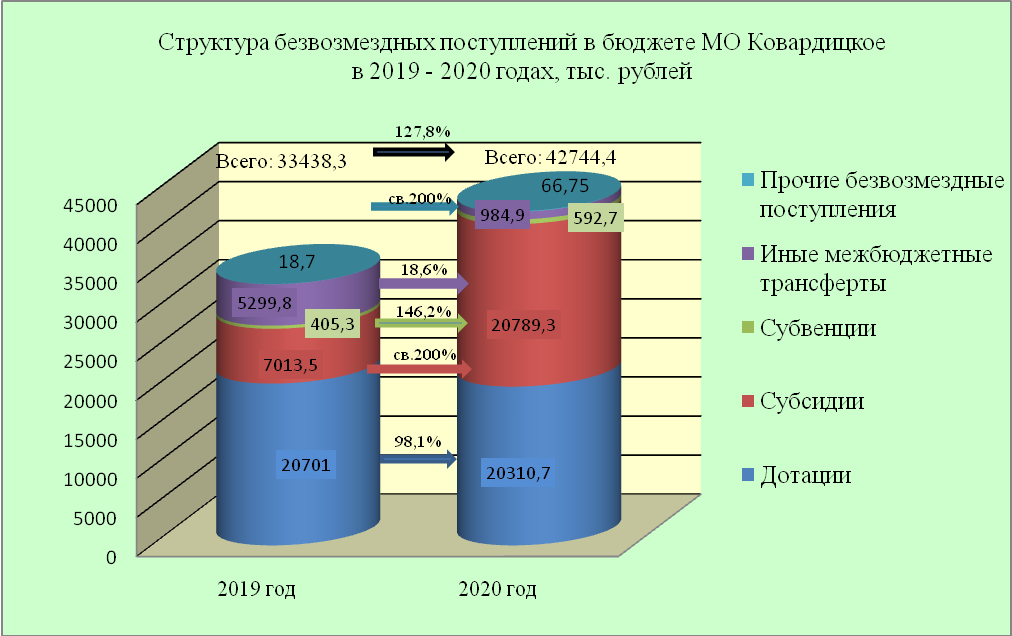 Структура безвозмездных поступлений в бюджете МО Ковардицкое
в 2019 - 2020 годах, тыс. рублей
127,8%
Всего: 33438,3
Всего: 42744,4
св.200%
66,75
984,9
592,7
18,7
18,6%
5299,8
146,2%
405,3
20789,3
св.200%
7013,5
98,1%
20701
20310,7
45000
40000
35000
30000
25000
20000
15000
10000
5000
0
2019 год
2020 год
Прочие безвозмездные
поступления
Иные межбюджетные
трансферты
Субвенции
Субсидии
Дотации